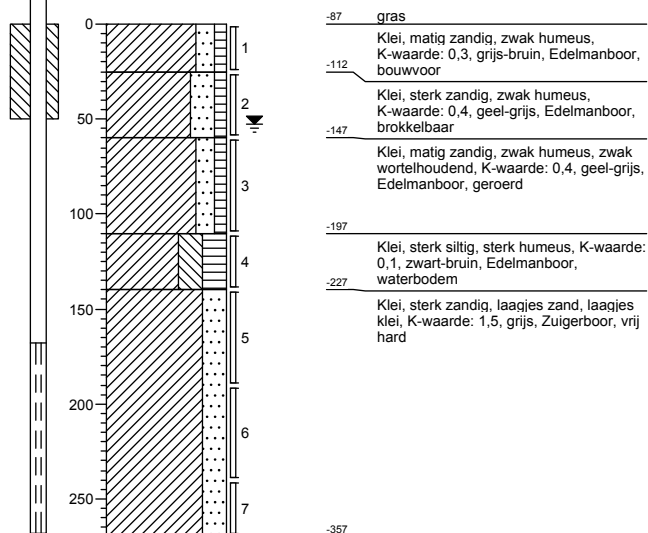 0
50
100
150
200
250
1
2
3
4
5
6
7
-87 gras
Klei, matig zandig, zwak humeus,
K-waarde: 0,3, grijs-bruin, Edelmanboor,
-112 bouwvoor
Klei, sterk zandig, zwak humeus,
K-waarde: 0,4, geel-grijs, Edelmanboor,
brokkelbaar
-147
Klei, matig zandig, zwak humeus, zwak
wortelhoudend, K-waarde: 0,4, geel-grijs,
Edelmanboor, geroerd
-197
Klei, sterk siltig, sterk humeus, K-waarde:
0,1, zwart-bruin, Edelmanboor,
waterbodem
-227
Klei, sterk zandig, laagjes zand, laagjes
klei, K-waarde: 1,5, grijs, Zuigerboor, vrij
hard
-357